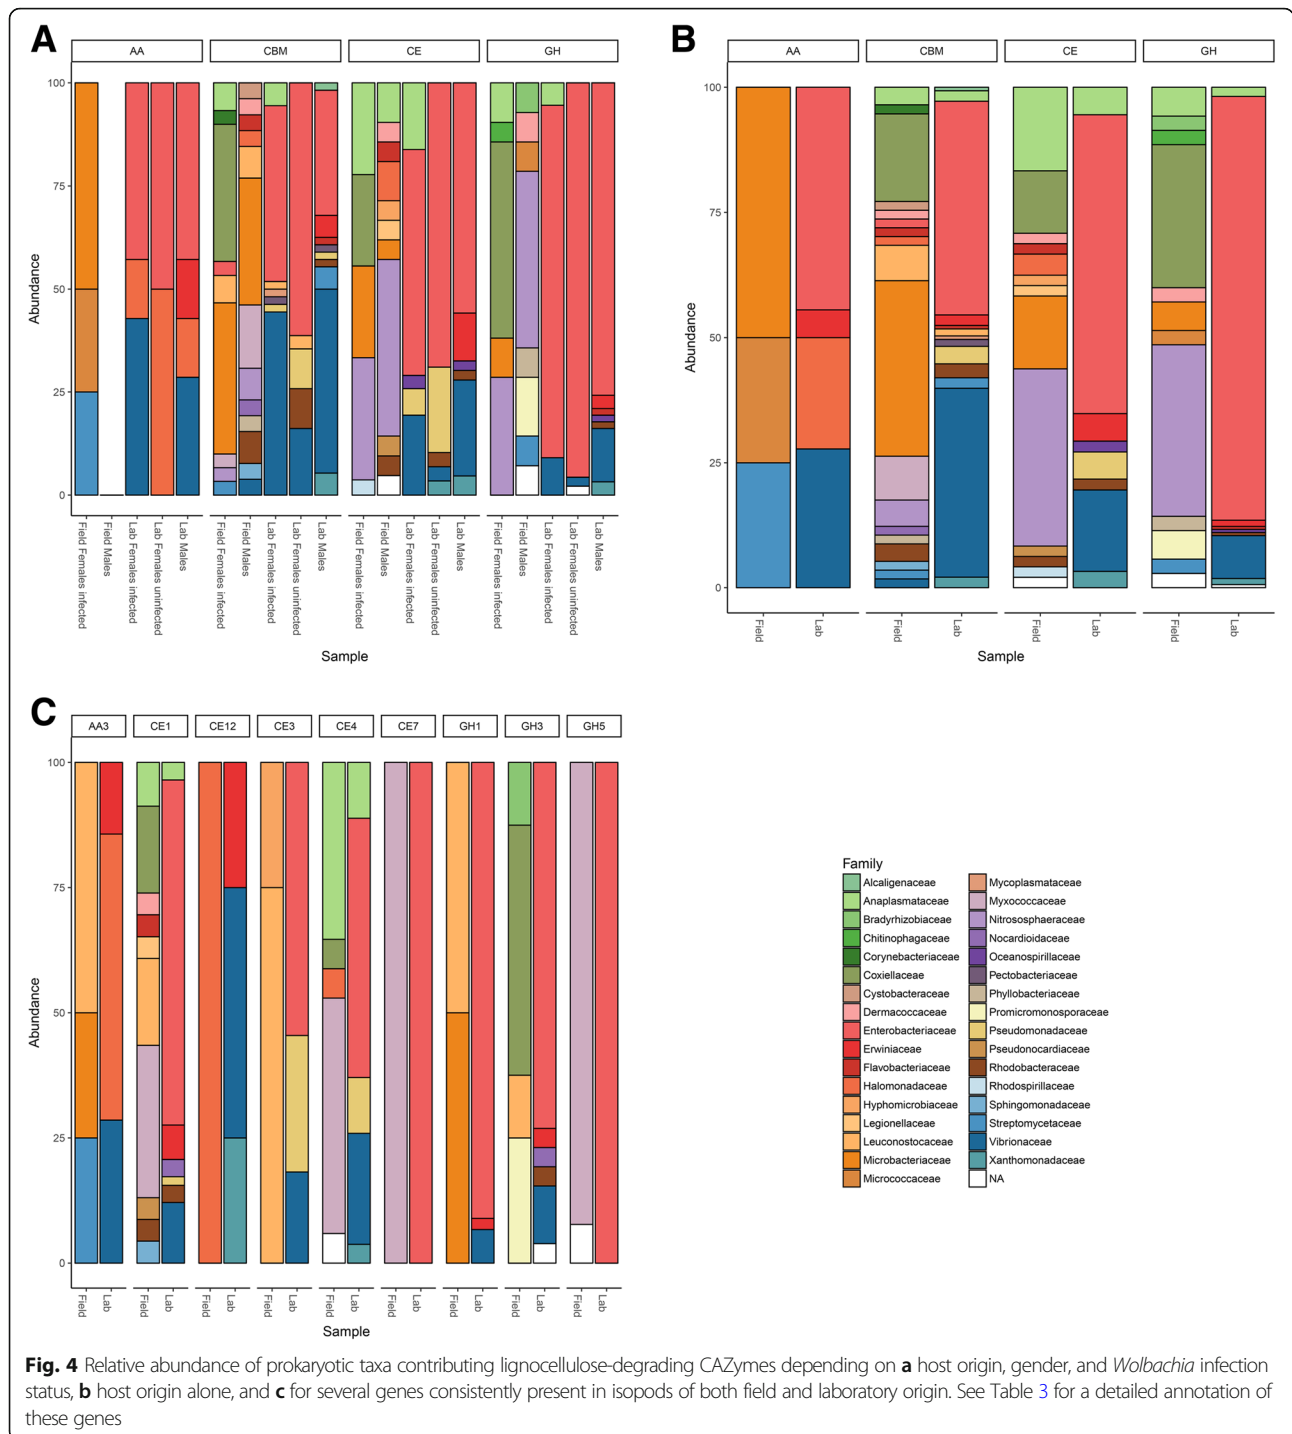 A
AA CBM CE GH
100
75
50
25
0
Abundance
Field Females infected
Field Males
Lab Females infected
Lab Females uninfected
Lab Males
Field Females infected
Field Males
Lab Females infected
Lab Females uninfected
Lab Males
Field Females infected
Field Males
Lab Females infected
Lab Females uninfected
Lab Males
Field Females infected
Field Males
Lab Females infected
Lab Females uninfected
Lab Males
Sample
B
AA CBM CE GH
100
75
50
25
0
Abundance
Field
Lab
Field
Lab
Field
Lab
Field
Lab
Sample
C
AA3 CE1 CE12 CE3 CE4 CE7 GH1 GH3 GH5
100
75
50
25
0
Abundance
Field
Lab
Field
Lab
Field
Lab
Field
Lab
Field
Lab
Field
Lab
Field
Lab
Field
Lab
Field
Lab
Sample
Family
Alcaligenaceae
Anaplasmataceae
Bradyrhizobiaceae
Chitinophagaceae
Corynebacteriaceae
Coxiellaceae
Cystobacteraceae
Dermacoccaceae
Enterobacteriaceae
Erwiniaceae
Flavobacteriaceae
Halomonadaceae
Hyphomicrobiaceae
Legionellaceae
Leuconostocaceae
Microbacteriaceae
Micrococcaceae
Mycoplasmataceae
Myxococcaceae
Nitrososphaeraceae
Nocardioidaceae
Oceanospirillaceae
Pectobacteriaceae
Phyllobacteriaceae
Promicromonosporaceae
Pseudomonadaceae
Pseudonocardiaceae
Rhodobacteraceae
Rhodospirillaceae
Sphingomonadaceae
Streptomycetaceae
Vibrionaceae
Xanthomonadaceae
NA
Fig. 4 Relative abundance of prokaryotic taxa contributing lignocellulose-degrading CAZymes depending on a host origin, gender, and Wolbachia infection
status, b host origin alone, and c for several genes consistently present in isopods of both field and laboratory origin. See Table 3 for a detailed annotation of
these genes